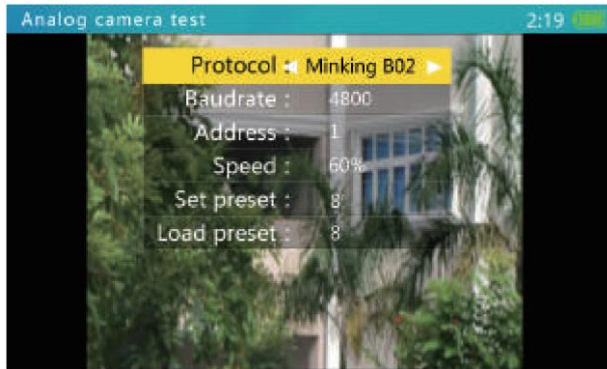 Analog camera test 2:19
Protocol : Minking B02
Baudrate : 4800
Address : 1
Speed : 60%
Set preset : 8
Load preset : 8